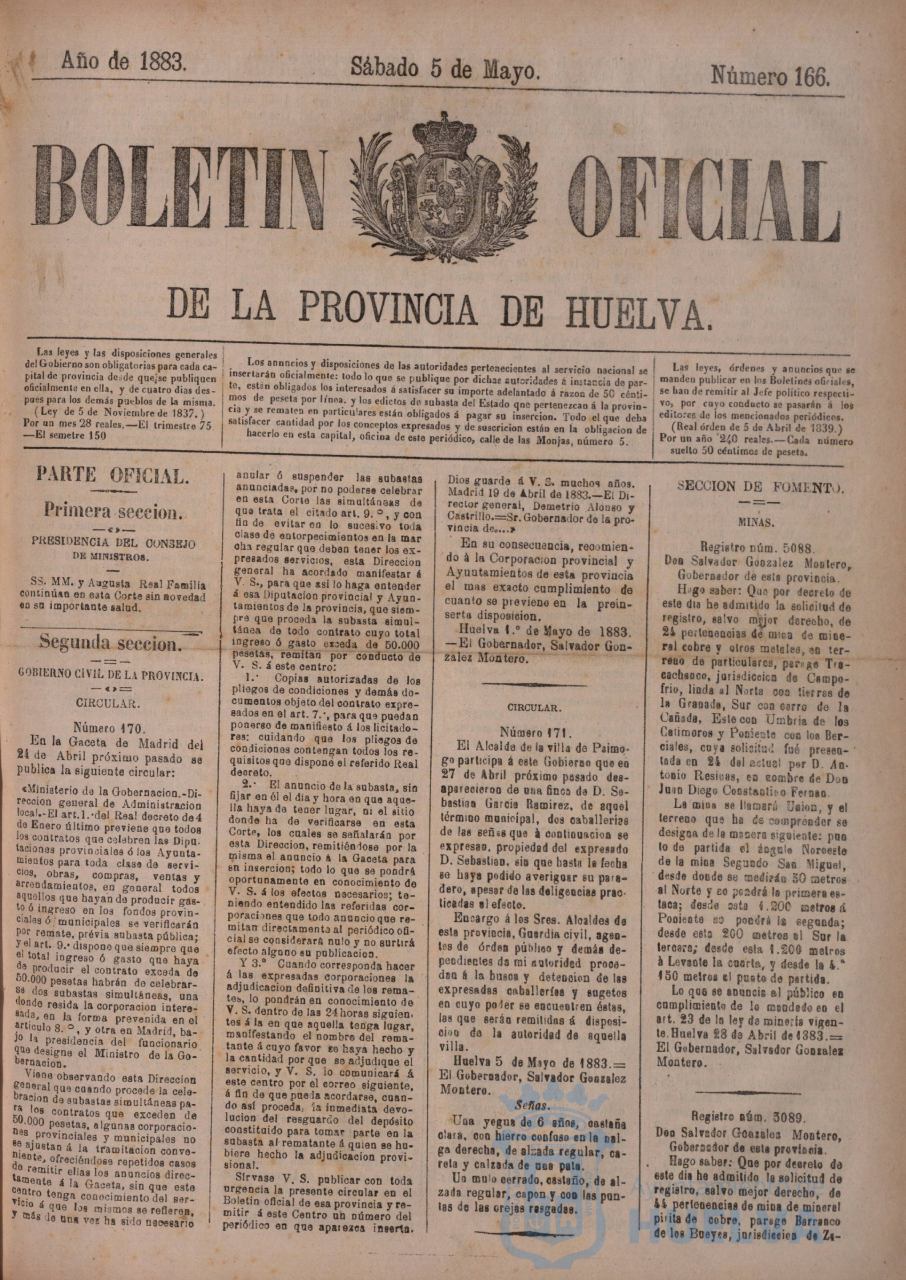 Año de 1883.
Sábado 5 de Mayo.
Número 166.
BOLETIN OFICIAL
DE LA PROVINCIA DE HUELVA.
Las leyes y las disposiciones generales
del Gobierno son obligatorias para cada ca-
pital de provincia desde que se publiquen
oficialmente en ella, y de cuatro dias des-
pues para los demás pueblos de la misma.
(Ley de 5 de Noviembre de 1837.)
Por un mes 28 reales.—El trimestre 75
—El semetre 150
Los anuncios y disposiciones de las autoridades pertenecientes al servicio nacional se
insertarán oficialmente: todo lo que se publique por dichas autoridades á instancia de par-
te, están obligados los interesados á satisfacer su importe adelantado á razon de 50 cénti-
mos de peseta por línea, y los edictos de subasta del Estado que pertenezcan á la provin-
cia y se rematen en particulares están obligados á pagar su insercion. Todo el que deba
satisfacer cantidad por los conceptos expresados y de suscricion están en la obligacion de
hacerlo en esta capital, oficina de este periódico, calle de las Monjas, número 5.
Las leyes, órdenes y anuncios que se
manden publicar en los Boletines oficiales,
se han de remitir al Jefe político respecti-
vo, por cuyo conducto se pasarán á los
editores de los mencionados periódicos.
(Real órden de 5 de Abril de 1839.)
Por un año 240 reales.—Cada número
suelto 50 céntimos de peseta.
PARTE OFICIAL.
Primera seccion.
PRESIDENCIA DEL CONSEJO
DE MINISTROS.
SS. MM. y Augusta Real Familia
continúan en esta Corte sin novedad
en su importante salud.
Segunda seccion.
GOBIERNO CIVIL DE LA PROVINCIA.
CIRCULAR.
Número 170.
En la Gaceta de Madrid del
24 de Abril próximo pasado se
publica la siguiente circular:
«Ministerio de la Gobernacion.-Di-
reccion general de Administracion
local.-El art. 1.° del Real decreto de 4
de Enero último previene que todos
los contratos que celebren las Dipu-
taciones provinciales ó los Ayunta-
mientos para toda clase de servi-
cios, obras, compras, ventas y
arrendamientos, en general todos
aquellos que hayan de producir gas-
to ó ingreso en los fondos provin-
ciales ó municipales se verificarán
por remate, prévia subasta pública;
y el art. 9.° dispone que siempre que
el total ingreso ó gasto que haya
de producir el contrato exceda de
50.000 pesetas habrán de celebrar-
se dos subastas simultáneas, una
donde resida la corporacion intere-
sada, en la forma prevenida en el
artículo 8.°, y otra en Madrid, ba-
jo la presidencia del funcionario
que designe el Ministro de la Go-
bernacion.
Viene observando esta Direccion
general que cuando procede la cele-
bracion de subastas simultáneas pa-
ra los contratos que exceden de
50.000 pesetas, algunas corporacio-
nes provinciales y municipales no
se ajustan á la tramitacion conve-
niente, ofreciéndose repetidos casos
de remitir ellas los anuncios direc-
tamente á la Gaceta, sin que este
centro tenga conocimiento del ser-
vicio á que los mismos se refieren,
y más de una vez ha sido necesario
anular ó suspender las subastas
anunciadas, por no poderse celebrar
en esta Corte las simultáneas de
que trata el citado art. 9.°, y con
fin de evitar en lo sucesivo toda
clase de entorpecimientos en la mar
cha regular que deban tener los ex-
presados servicios, esta Direccion
general ha acordado manifestar á
V. S., para que así lo haga entender
á esa Diputacion provincial y Ayun-
tamientos de la provincia, que siem-
pre que proceda la subasta simul-
tánea de todo contrato cuyo total
ingreso ó gasto exceda de 50.000
pesetas, remitan por conducto de
V. S. á este centro:
1.° Copias autorizadas de los
pliegos de condiciones y demás do-
cumentos objeto del contrato expre-
sados en el art. 7.°, para que puedan
ponerse de manifiesto á los licitado-
res; cuidando que los pliegos de
condiciones contengan todos los re-
quisitos que dispone el referido Real
decreto.
2.° El anuncio de la subasta, sin
fijar en él el dia y hora en que aque-
lla haya de tener lugar, ni el sitio
donde ha de verificarse en esta
Corte, los cuales se señalarán por
esta Direccion, remitiéndose por la
misma el anuncio á la Gaceta para
su insercion; todo lo que se pondrá
oportunamente en conocimiento de
V. S. á los efectos necesarios; te-
niendo entendido las referidas cor-
poraciones que todo anuncio que re-
mitan directamente al periódico ofi-
cial se considerará nulo y no surtirá
efecto alguno su publicacion.
Y 3.° Cuando corresponda hacer
á las expresadas corporaciones la
adjudicacion definitiva de los rema-
tes, lo pondrán en conocimiento de
V. S. dentro de las 24 horas siguien-
tes á la en que aquella tenga lugar,
manifestando el nombre del rema-
tante á cuyo favor se haya hecho y
la cantidad por que se adjudique el
servicio, y V. S. lo comunicará á
este centro por el correo siguiente,
á fin de que pueda acordarse, cuan-
do así proceda, la inmediata devo-
lucion del resguardo del depósito
constituido para tomar parte en la
subasta al rematante á quien se hu-
biere hecho la adjudicacion provi-
sional.
Sírvase V. S. publicar con toda
urgencia la presente circular en el
Boletin oficial de esa provincia y re-
mitir á este Centro un número del
periódico en que aparezca inserta.
Dios guarde á V. S. muchos años.
Madrid 19 de Abril de 1883.—El Di-
rector general, Demetrio Alonso y
Castrillo.=Sr. Gobernador de la pro-
vincia de....»
En su consecuencia, recomien-
do à la Corporacion provincial y
Ayuntamientos de esta provincia
el mas exacto cumplimiento de
cuanto se previene en la prein-
serta disposicion.
Huelva 1.° de Mayo de 1883.
—El Gobernador, Salvador Gon-
zalez Montero.
CIRCULAR.
Número 171.
El Alcalde de la villa de Paimo-
go participa á este Gobierno que en
27 de Abril próximo pasado des-
aparecieron de una finca de D. Se-
bastian Garcia Ramirez, de aquel
término municipal, dos caballerías
de las señas que á continuacion se
expresan, propiedad del expresado
D. Sebastian, sin que hasta la fecha
se haya podido averiguar su para-
dero, apesar de las deligencias prac-
ticadas al efecto.
Encargo á los Sres. Alcaldes de
esta provincia, Guardia civil, agen-
tes de órden público y demás de-
pendientes de mi autoridad proce-
dan á la busca y detencion de las
expresadas caballerías y sugetos
en cuyo poder se encuentren éstas,
las que serán remitidas á disposi-
cion de la autoridad de aquella
villa.
Huelva 5 de Mayo de 1883.=
El Gobernador, Salvador Gonzalez
Montero.
Señas.
Una yegua de 6 años, castaña
clara, con hierro confuso en la nal-
ga derecha, de alzada regular, ca-
reta y calzada de una pata.
Un mulo cerrado, castaño, de al-
zada regular, capon y con las pun-
tas de las orejas rasgadas.
SECCION DE FOMENTO.
MINAS.
Registro núm. 5088.
Don Salvador Gonzalez Montero,
Gobernador de esta provincia.
Hago saber: Que por decreto de
este dia he admitido la solicitud de
registro, salvo mejor derecho, de
24 pertenencias de mina de mine-
ral cobre y otros metales, en ter-
reno de particulares, parage Tra-
cachanco, jurisdiccion de Campo-
frio, linda al Norte con tierras de
la Granada, Sur con cerro de la
Cañada, Este con Umbria de los
Catimeros y Poniente con los Ber-
ciales, cuya solicitud fué presen-
tada en 24 del actual por D. An-
tonio Resinas, en nombre de Don
Juan Diego Constantino Fernan.
La mina se llamará Union, y el
terreno que ha de comprender se
designa de la manera siguiente: pun
to de partida el ángulo Noroeste
de la mina Segundo San Miguel,
desde donde se medirán 50 metros
al Norte y se pondrá la primera es-
taca; desde esta 1.200 metros á
Poniente se pondrá la segunda;
desde esta 200 metros al Sur la
tercera; desde esta 1.200 metros
à Levante la cuarta, y desde la 4.ª
150 metros al punto de partida.
Lo que se anuncia al público en
cumplimiento de lo mandado en el
art. 23 de la ley de minería vigen-
te. Huelva 28 de Abril de 1883.=
El Gobernador, Salvador Gonzalez
Montero.
Registro núm. 3089.
Don Salvador Gonzalez Montero,
Gobernador de esta provincia.
Hago saber: Que por decreto de
este dia he admitido la solicitud de
registro, salvo mejor derecho, de
44 pertenencias de mina de mineral
pirita de cobre, parage Barranco
de los Bueyes, jurisdiccion de Za-